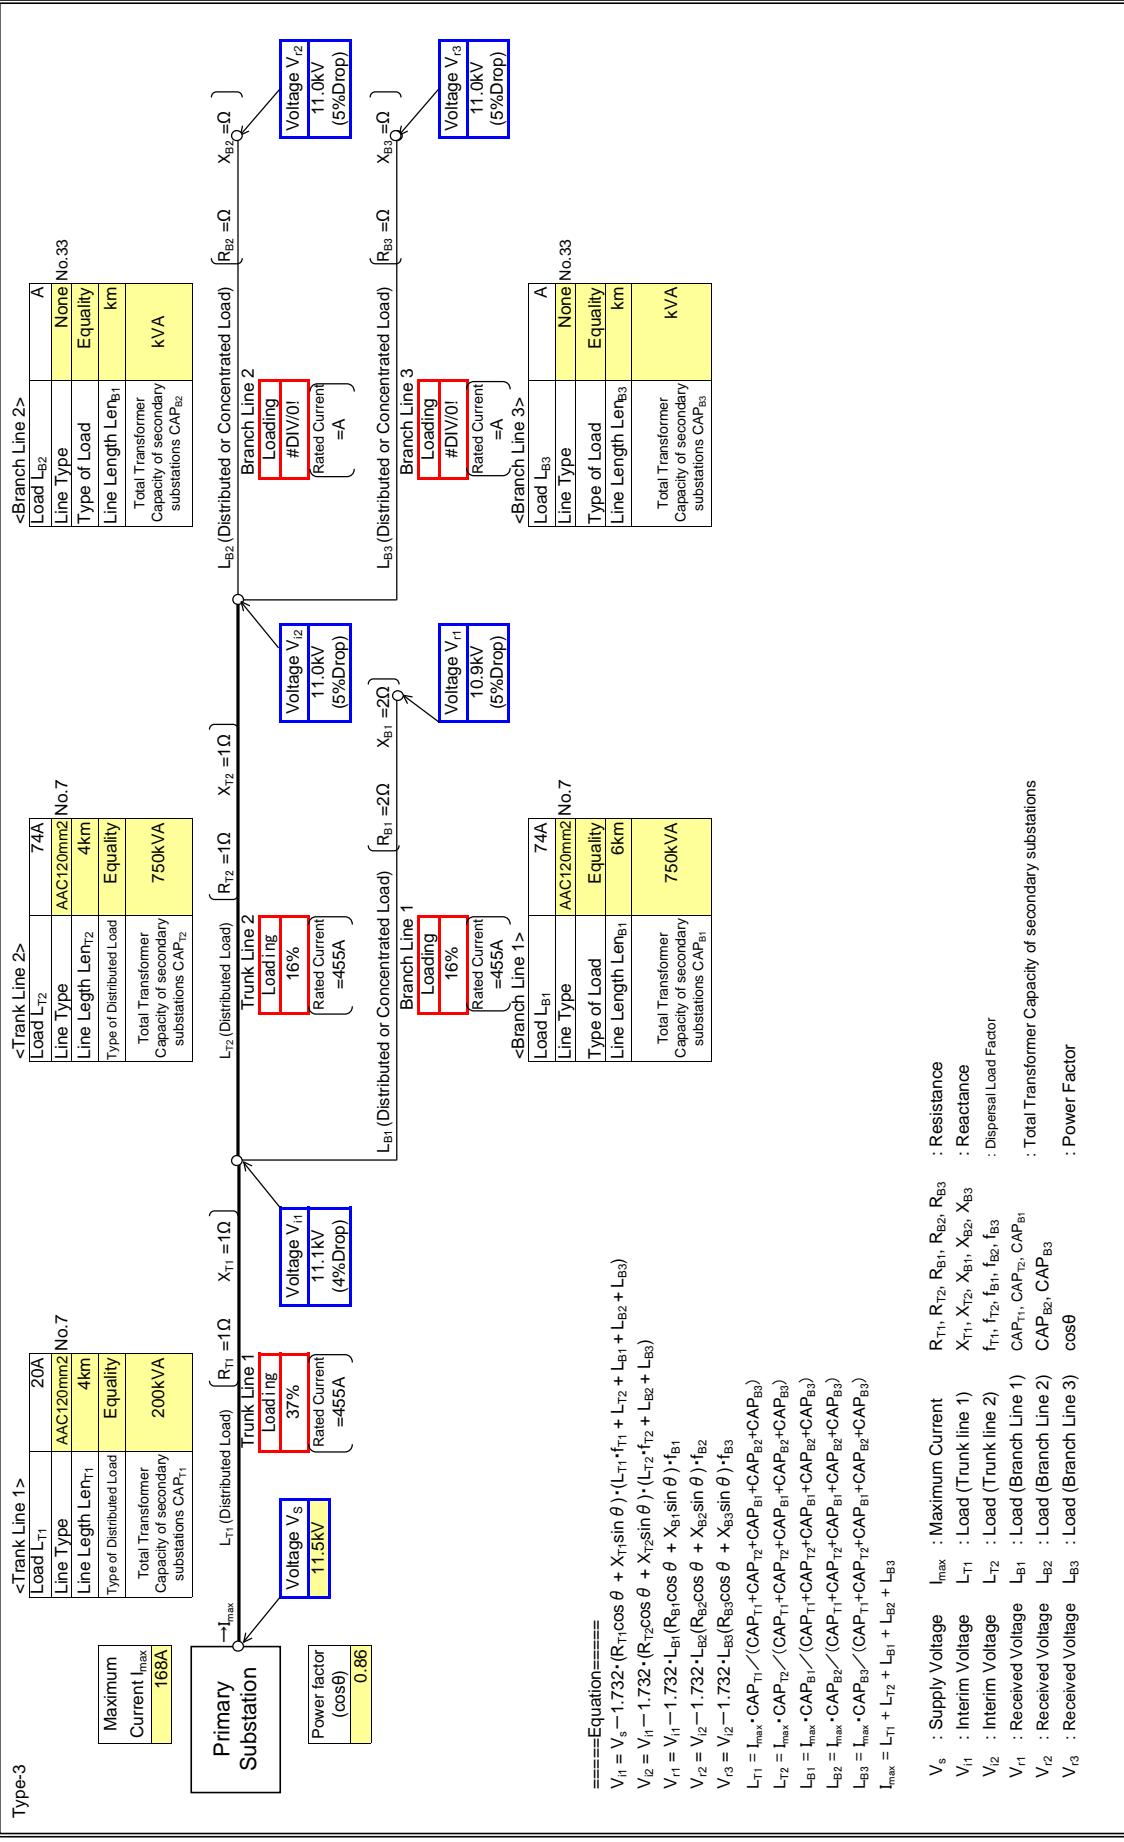 Type-3
Maximum
Current Imax
168A
Primary
Substation
Power factor
(cosθ)
0.86
→Imax
Voltage VS
11.5kV
<Trank Line 1>
Load LT1 20A
Line Type AAC120mm2 No.7
Line Legth LenT1 4km
Type of Distributed Load Equality
Total Transformer
Capacity of secondary
substations CAPT1
200kVA
LT1 (Distributed Load)
RT1 =1Ω XT1 =1Ω
Trunk Line 1
Loading
37%
Rated Current
=455A
Voltage Vi1
11.1kV
(4%Drop)
<Trank Line 2>
Load LT2 74A
Line Type AAC120mm2 No.7
Line Legth LenT2 4km
Type of Distributed Load Equality
Total Transformer
Capacity of secondary
substations CAPT2
750kVA
LT2 (Distributed Load)
RT2 =1Ω XT2 =1Ω
Trunk Line 2
Loading
16%
Rated Current
=455A
Voltage Vi2
11.0kV
(5%Drop)
LB1 (Distributed or Concentrated Load)
RB1 =2Ω XB1 =2Ω
Branch Line 1
Loading
16%
Rated Current
=455A
Voltage Vr1
10.9kV
(5%Drop)
<Branch Line 1>
Load LB1 74A
Line Type AAC120mm2 No.7
Type of Load Equality
Line Length LenB1 6km
Total Transformer
Capacity of secondary
substations CAPB1
750kVA
<Branch Line 2>
Load LB2 A
Line Type None No.33
Type of Load Equality
Line Length LenB1 km
Total Transformer
Capacity of secondary
substations CAPB2
kVA
LB2 (Distributed or Concentrated Load)
RB2 =Ω XB2 =Ω
Branch Line 2
Loading
#DIV/0!
Rated Current
=A
Voltage Vr2
11.0kV
(5%Drop)
LB3 (Distributed or Concentrated Load)
RB3 =Ω XB3 =Ω
Branch Line 3
Loading
#DIV/0!
Rated Current
=A
Voltage Vr3
11.0kV
(5%Drop)
<Branch Line 3>
Load LB3 A
Line Type None No.33
Type of Load Equality
Line Length LenB3 km
Total Transformer
Capacity of secondary
substations CAPB3
kVA
=====Equation=====
Vi1 = Vs－1.732・(RT1cos θ + XT1sin θ)・(LT1・fT1 + LT2 + LB1 + LB2 + LB3)
Vi2 = Vi1－1.732・(RT2cos θ + XT2sin θ)・(LT2・fT2 + LB2 + LB3)
Vr1 = Vi1－1.732・LB1(RB1cos θ + XB1sin θ)・fB1
Vr2 = Vi2－1.732・LB2(RB2cos θ + XB2sin θ)・fB2
Vr3 = Vi2－1.732・LB3(RB3cos θ + XB3sin θ)・fB3
LT1 = Imax・CAPT1／(CAPT1+CAPT2+CAPB1+CAPB2+CAPB3)
LT2 = Imax・CAPT2／(CAPT1+CAPT2+CAPB1+CAPB2+CAPB3)
LB1 = Imax・CAPB1／(CAPT1+CAPT2+CAPB1+CAPB2+CAPB3)
LB2 = Imax・CAPB2／(CAPT1+CAPT2+CAPB1+CAPB2+CAPB3)
LB3 = Imax・CAPB3／(CAPT1+CAPT2+CAPB1+CAPB2+CAPB3)
Imax = LT1 + LT2 + LB1 + LB2 + LB3
Vs : Supply Voltage Imax : Maximum Current RT1, RT2, RB1, RB2, RB3 : Resistance
Vi1 : Interim Voltage LT1 : Load (Trunk line 1) XT1, XT2, XB1, XB2, XB3 : Reactance
Vi2 : Interim Voltage LT2 : Load (Trunk line 2) fT1, fT2, fB1, fB2, fB3 : Dispersal Load Factor
Vr1 : Received Voltage LB1 : Load (Branch Line 1) CAPT1, CAPT2, CAPB1 : Total Transformer Capacity of secondary substations
Vr2 : Received Voltage LB2 : Load (Branch Line 2) CAPB2, CAPB3
Vr3 : Received Voltage LB3 : Load (Branch Line 3) cosθ : Power Factor